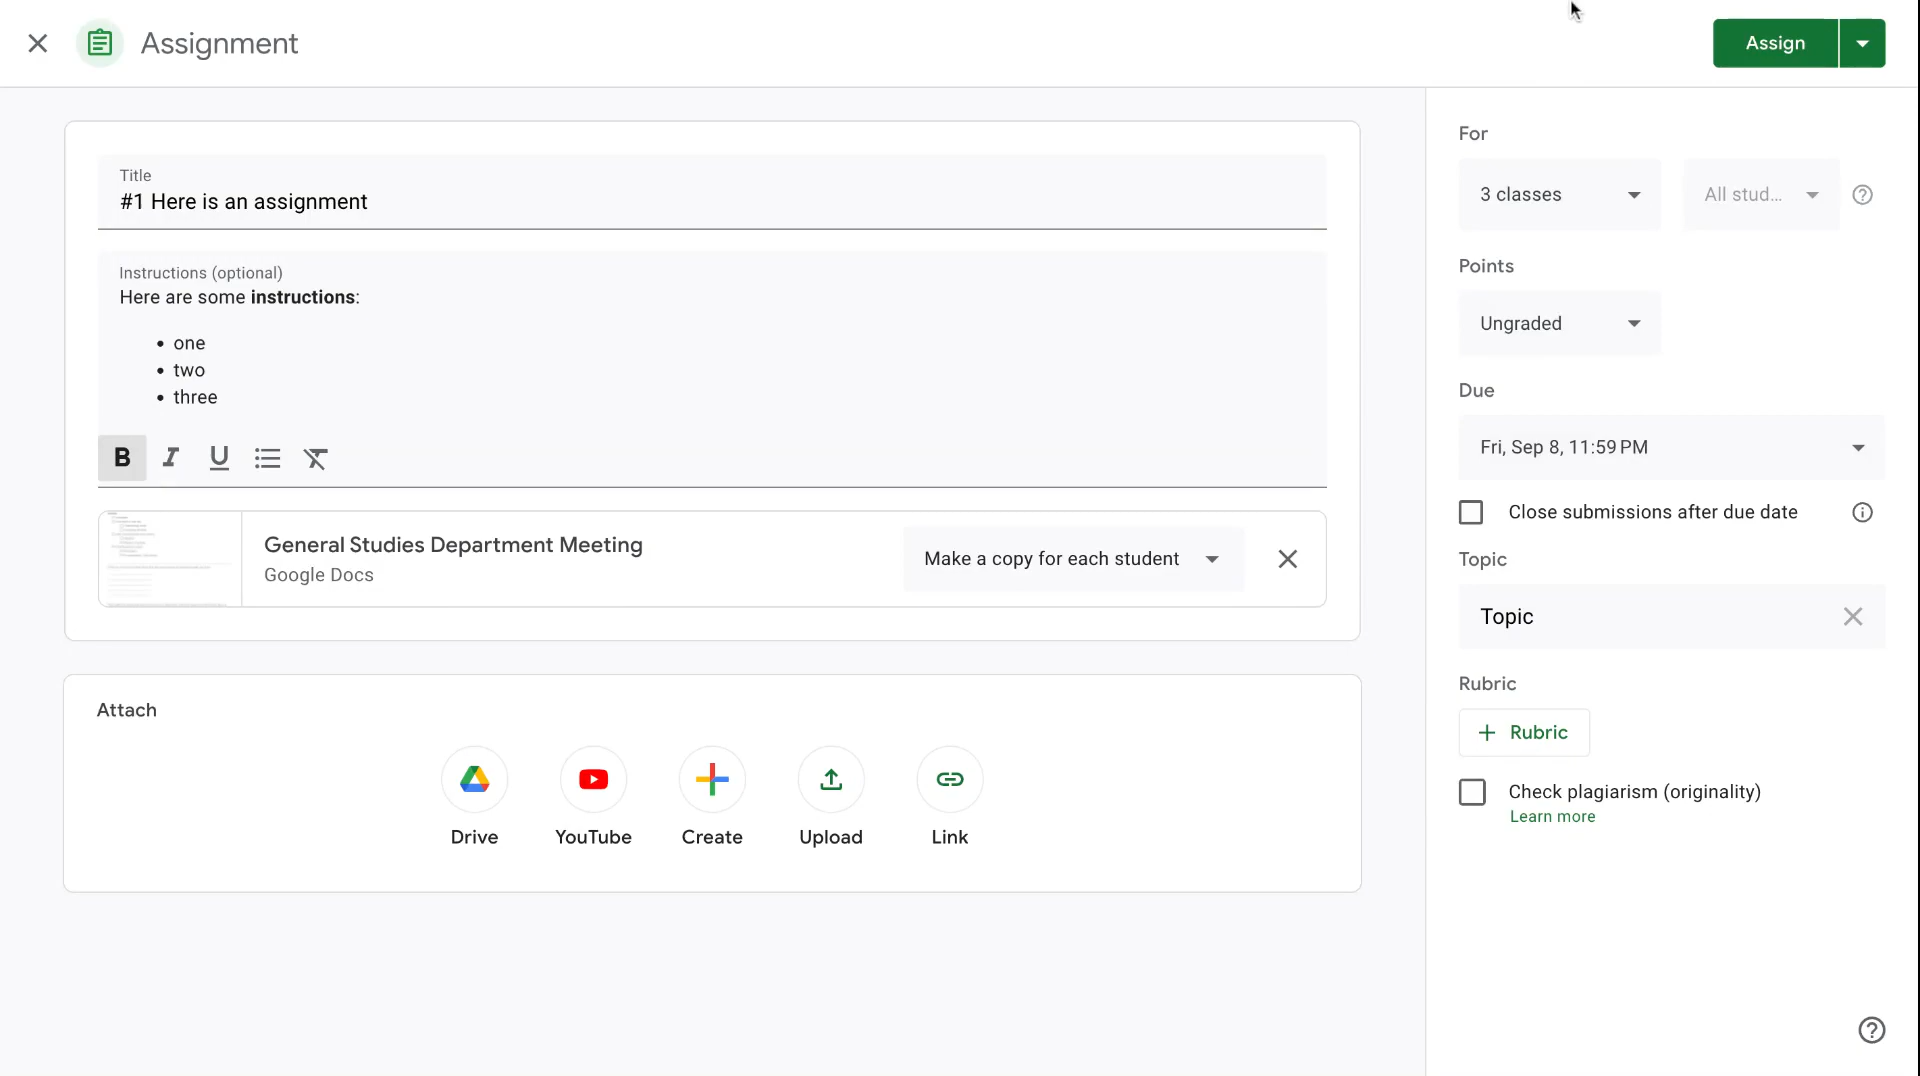 Assignment
Assign
Title
#1 Here is an assignment
Instructions (optional)
Here are some instructions:
• one
• two
• three
B I U
General Studies Department Meeting
Google Docs
Make a copy for each student
Attach
Drive
YouTube
Create
Upload
Link
For
3 classes
All stud...
Points
Ungraded
Due
Fri, Sep 8, 11:59 PM
Close submissions after due date
Topic
Topic
Rubric
+ Rubric
Check plagiarism (originality)
Learn more